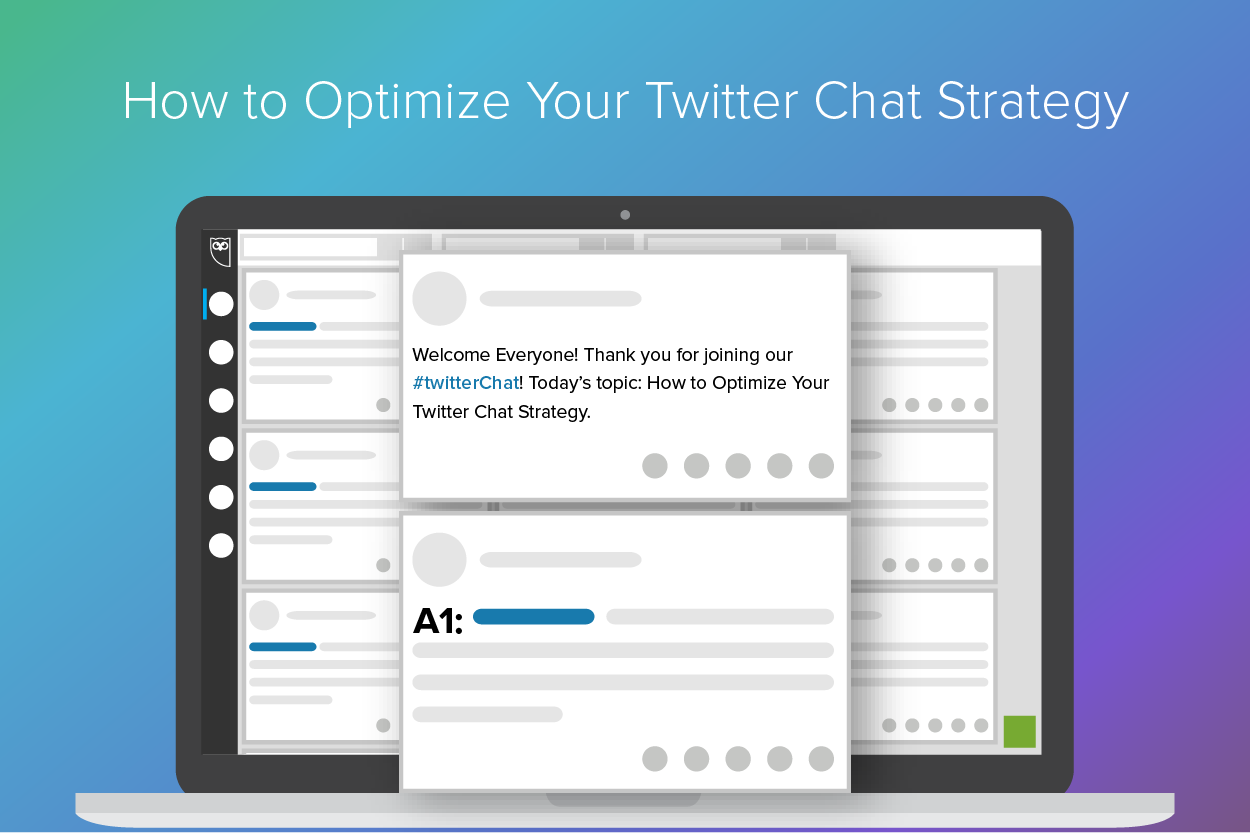 How to Optimize Your Twitter Chat Strategy
Welcome Everyone! Thank you for joining our
#twitterChat! Today’s topic: How to Optimize Your
Twitter Chat Strategy.
A1: